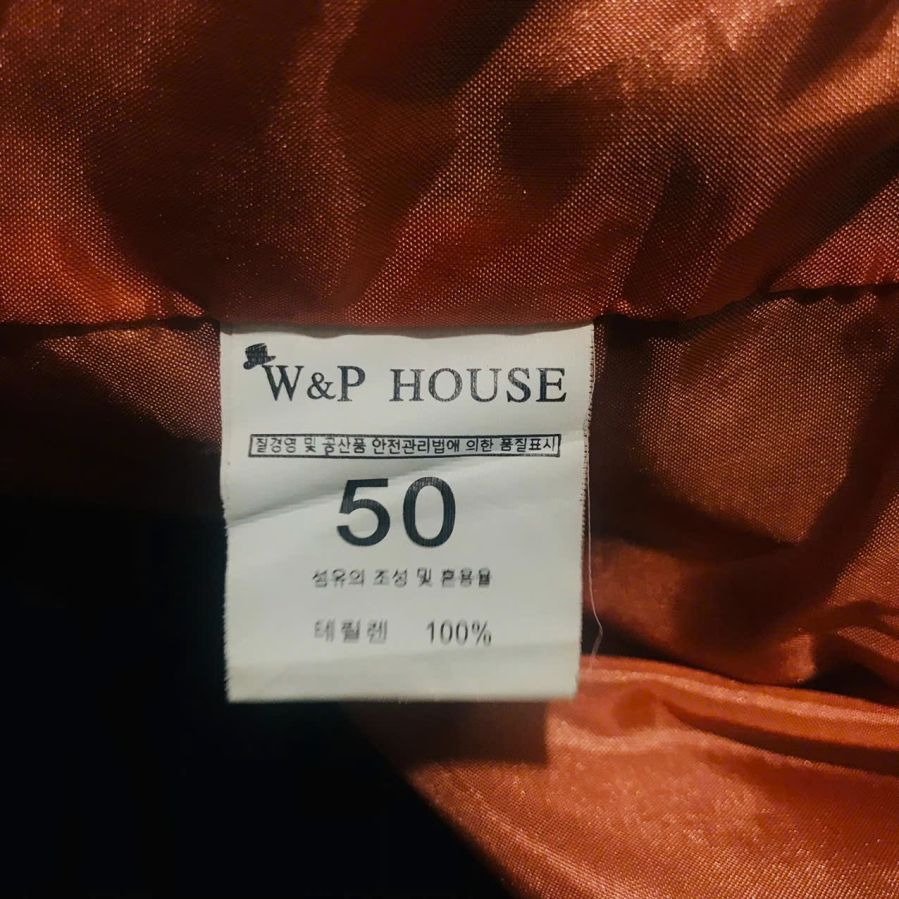 W&P HOUSE
질경영 및 공산품 안전관리법에 의한 품질표시
50
섬유의 조성 및 혼용율
테릴렌 100%